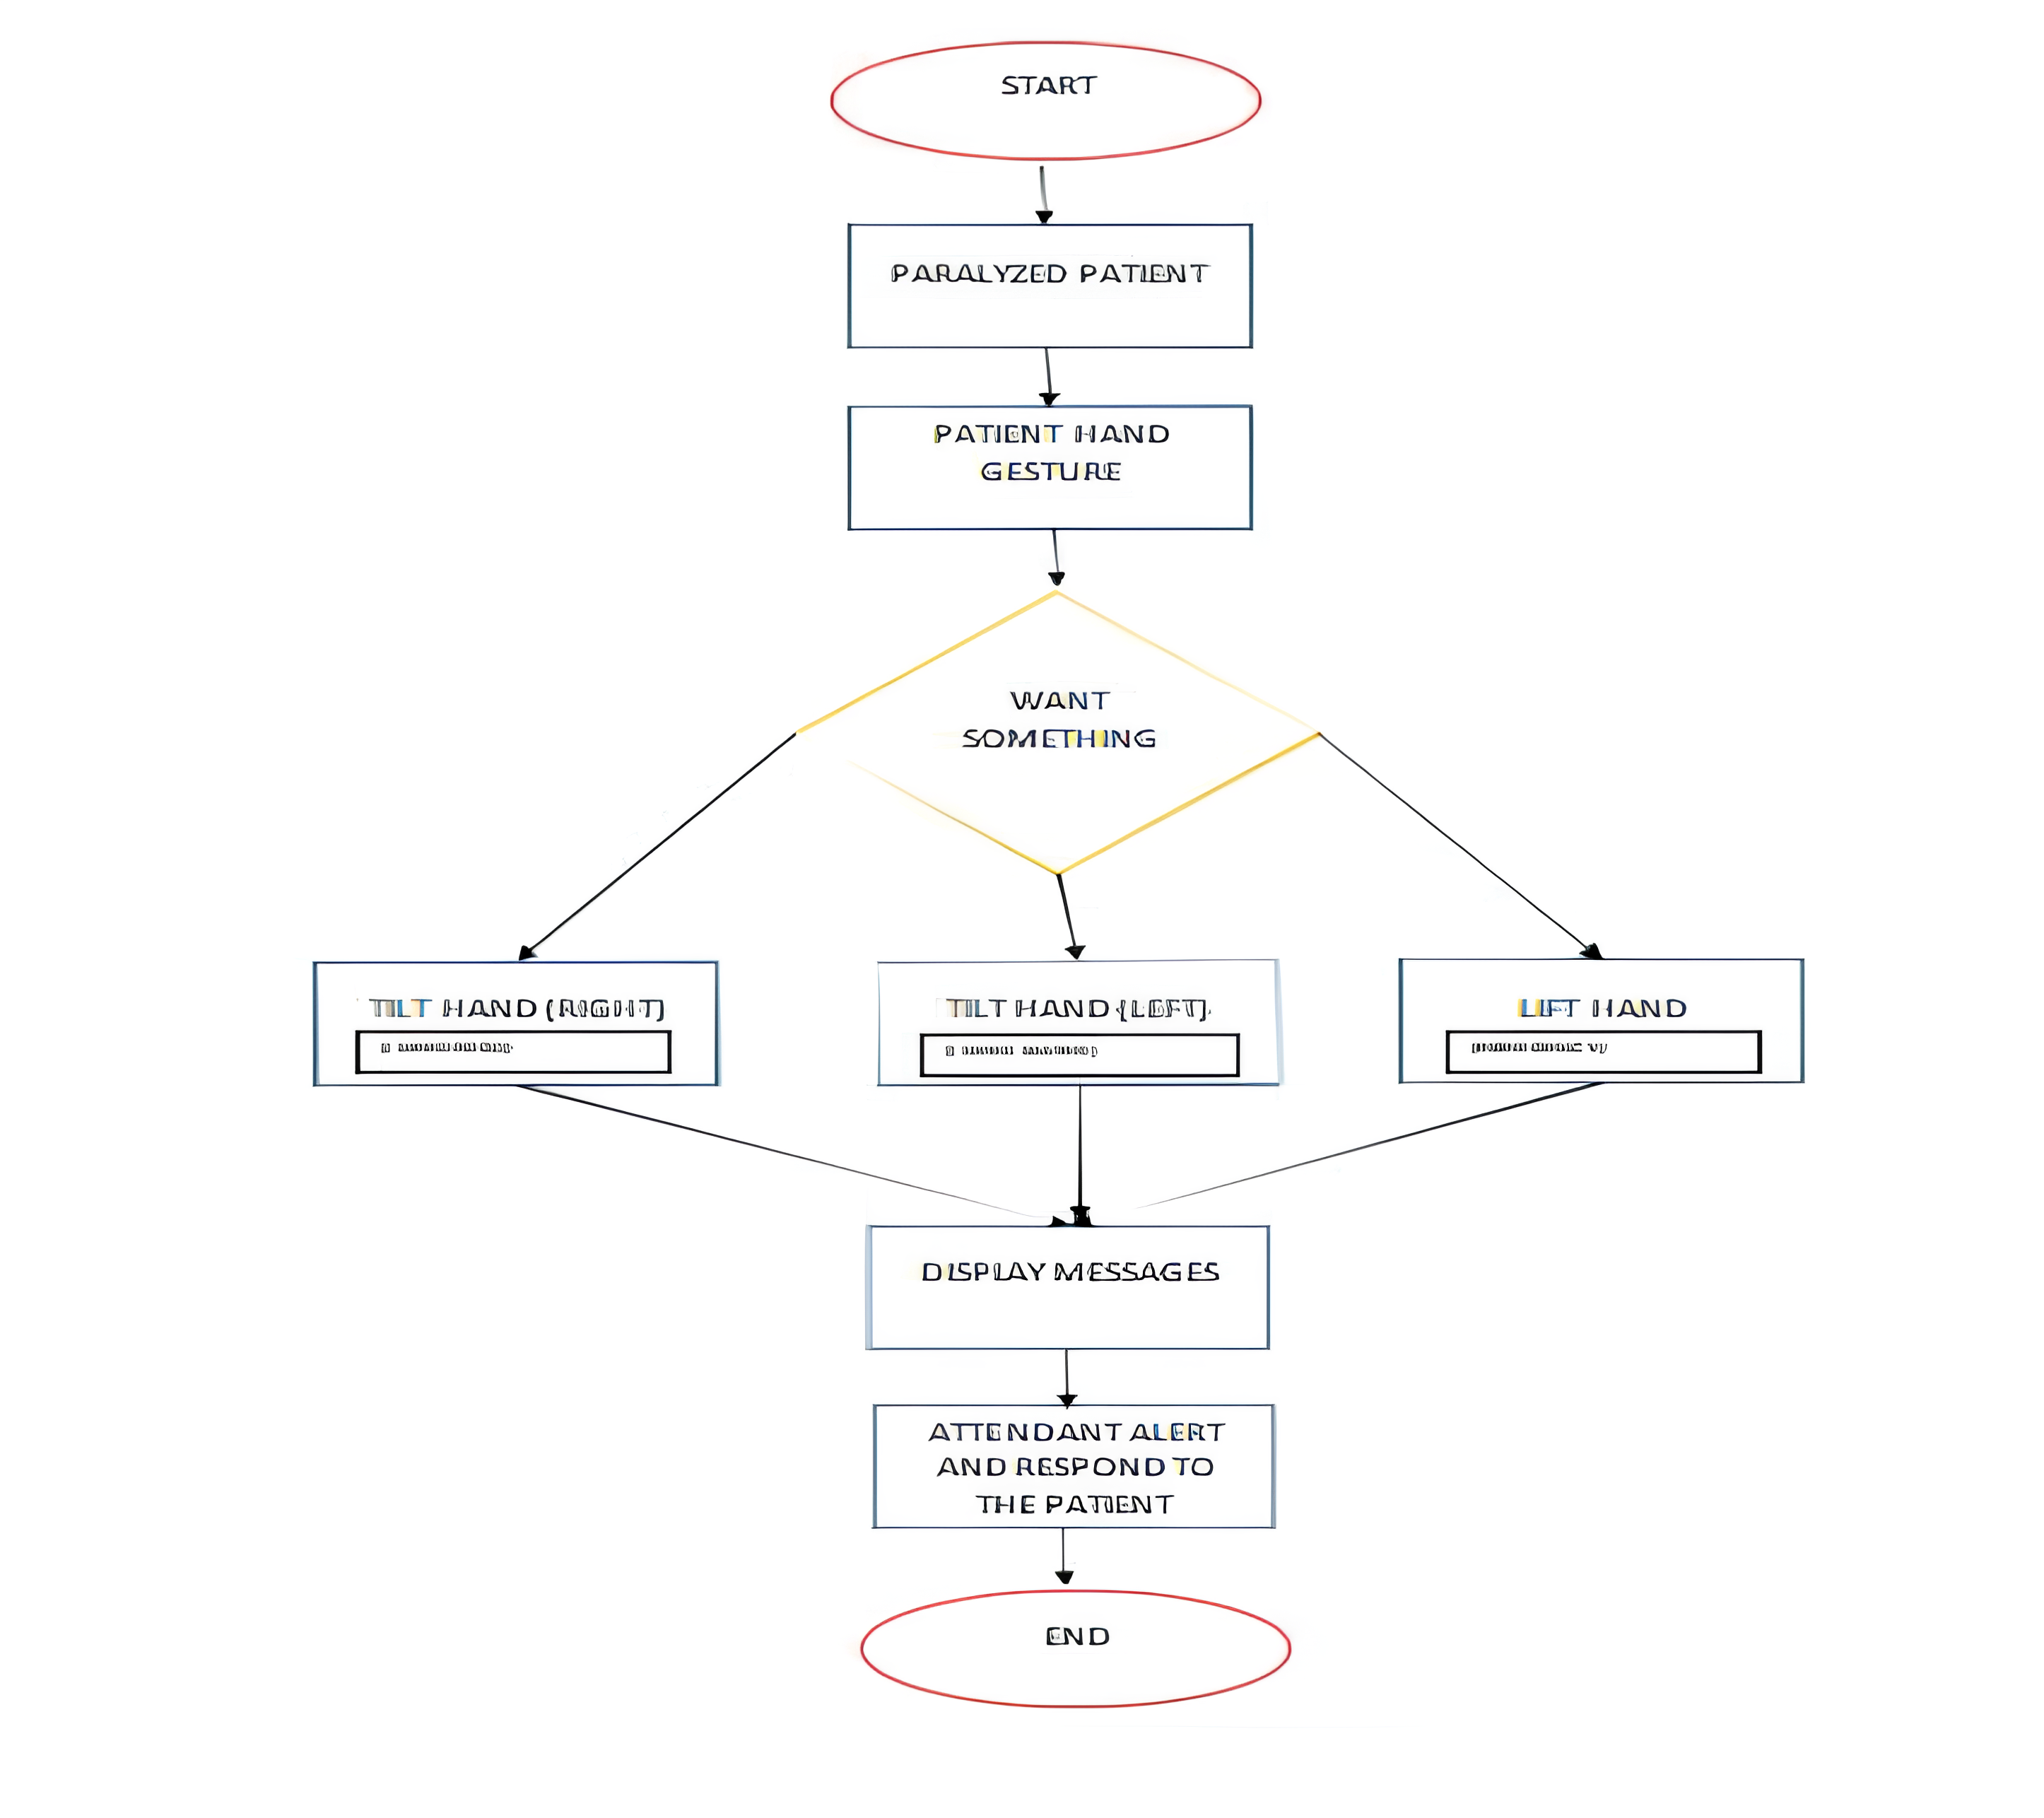 START
PARALYZED PATIENT
PATIENT HAND
GESTURE
WANT
SOMETHING
TILT HAND (RIGHT)
TILT HAND (LEFT)
LIFT HAND
DISPLAY MESSAGES
ATTENDANT ALERT
AND RESPOND TO
THE PATIENT
END